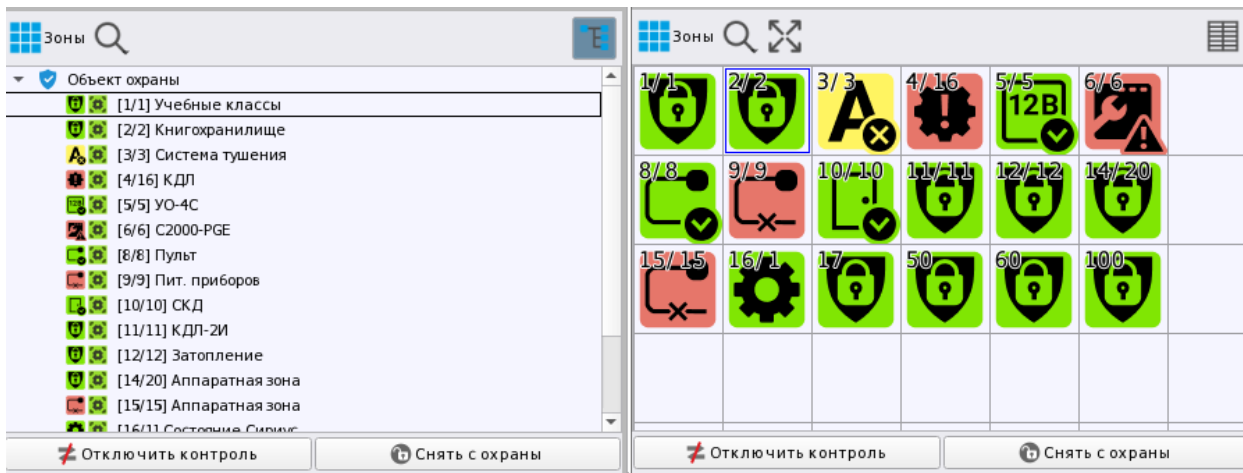 Зоны
Объект охраны
[1/1] Учебные классы
[2/2] Книгохранилище
[3/3] Система тушения
[4/16] КДЛ
[5/5] УО-4С
[6/6] С2000-PGE
[8/8] Пульт
[9/9] Пит. приборов
[10/10] СКД
[11/11] КДЛ-2И
[12/12] Затопление
[14/20] Аппаратная зона
[15/15] Аппаратная зона
[16/1] Состояние Сириус
Отключить контроль Снять с охраны
Зоны
1/1 2/2 3/3 4/16 5/5 6/6
12В
8/8 9/9 10/10 11/11 12/12 14/20
15/15 16/1 17 50 60 100
Отключить контроль Снять с охраны